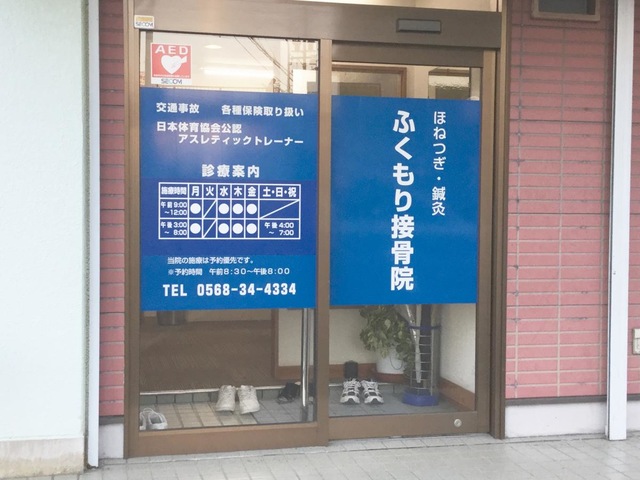 SECOM
AED
SECOM
交通事故　各種保険取り扱い
日本体育協会公認
アスレティックトレーナー
診療案内
施療時間 月 火 水 木 金 土・日・祝
午前9:00～12:00 ● ／ ● ● ● ／
午後3:00～8:00 ● ● ● ● ● 午後4:00～7:00
当院の施療は予約優先です。
※予約時間　午前8:30～午後8:00
TEL 0568-34-4334
ほねつぎ・鍼灸
ふくもり接骨院